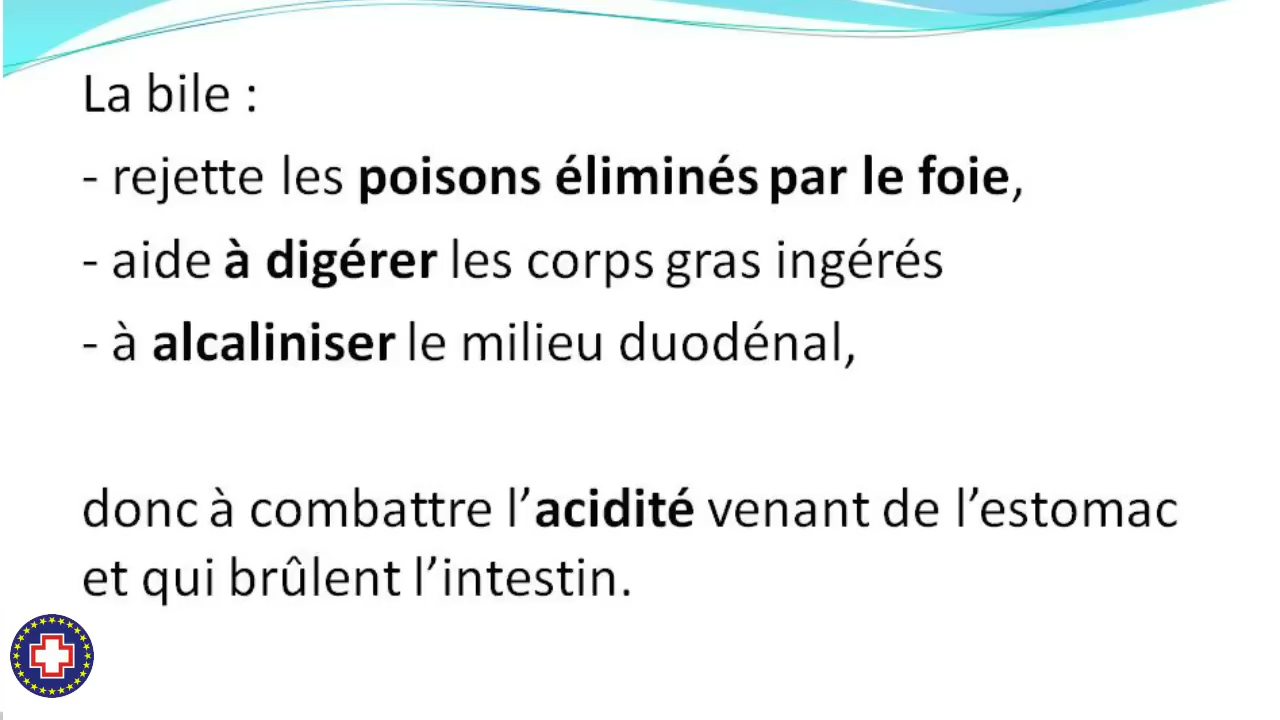 La bile :
- rejette les poisons éliminés par le foie,
- aide à digérer les corps gras ingérés
- à alcaliniser le milieu duodénal,
donc à combattre l’acidité venant de l’estomac
et qui brûlent l’intestin.